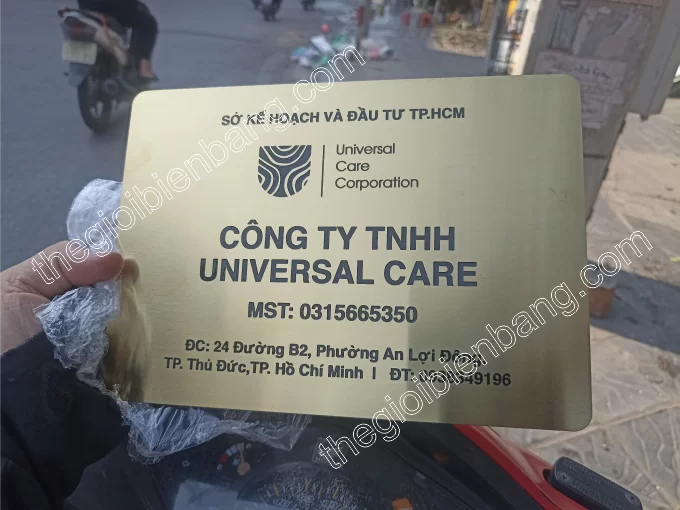 SỞ KẾ HOẠCH VÀ ĐẦU TƯ TP.HCM
Universal
Care
Corporation
CÔNG TY TNHH
UNIVERSAL CARE
MST: 0315665350
ĐC: 24 Đường B2, Phường An Lợi Đông,
TP. Thủ Đức,TP. Hồ Chí Minh | ĐT:
thegioibienbang.com
thegioibienbang.com
thegioibienbang.com